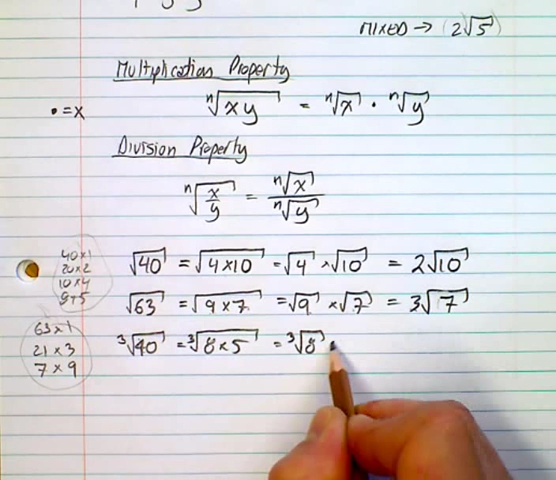 MIXED → (2√5)
Multiplication Property
ⁿ√xy = ⁿ√x · ⁿ√y
• = x
Division Property
ⁿ√(x/y) = ⁿ√x / ⁿ√y
40×1
20×2
10×4
8×5
√40 = √4×10 = √4 × √10 = 2√10
√63 = √9×7 = √9 × √7 = 3√7
63×1
21×3
7×9
³√40 = ³√8×5 = ³√8